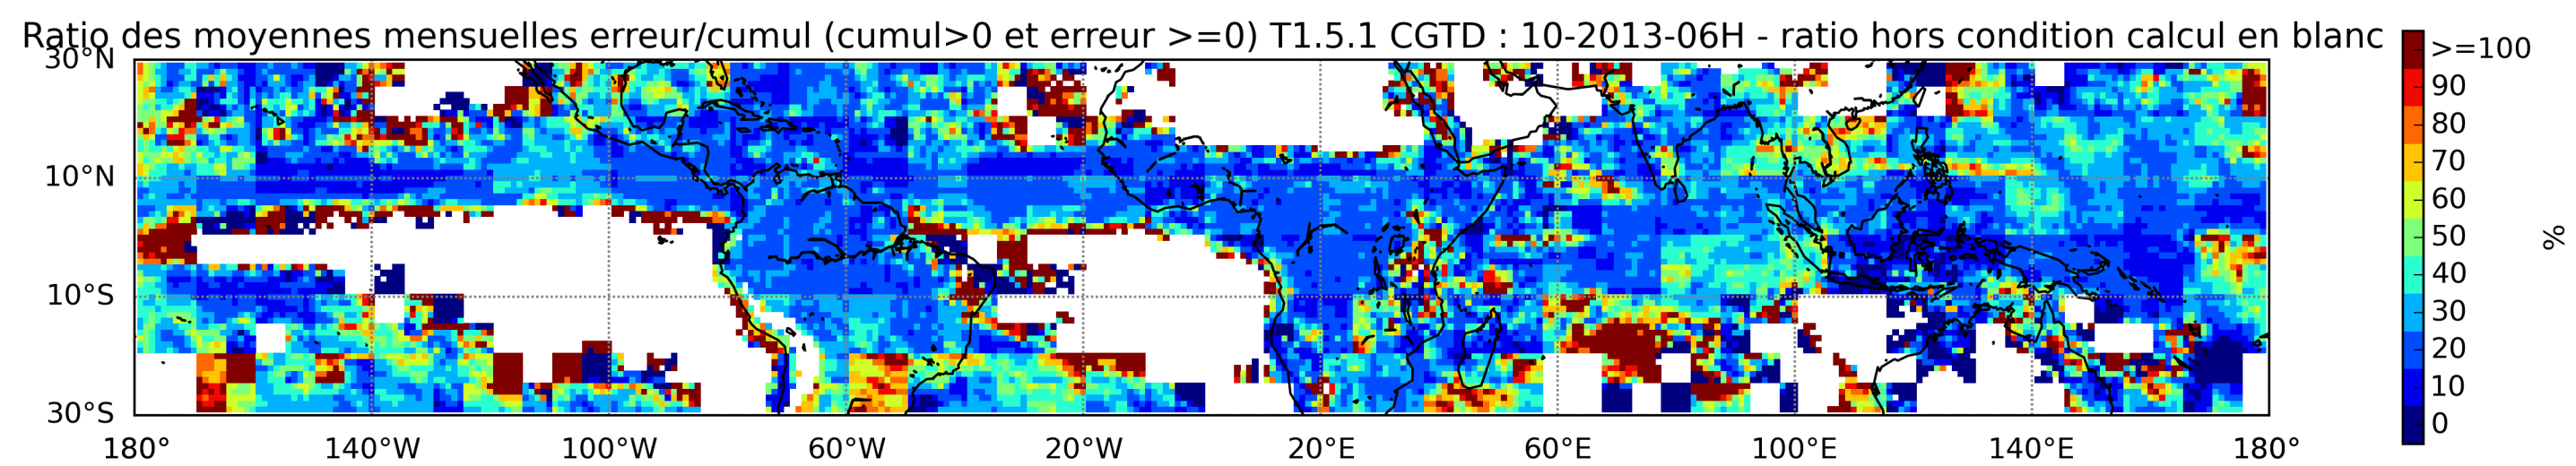 Ratio des moyennes mensuelles erreur/cumul (cumul>0 et erreur >=0) T1.5.1 CGTD : 10-2013-06H - ratio hors condition calcul en blanc
30°N
10°N
10°S
30°S
180°
140°W
100°W
60°W
20°W
20°E
60°E
100°E
140°E
180°
>=100
90
80
70
60
50
40
30
20
10
0
%